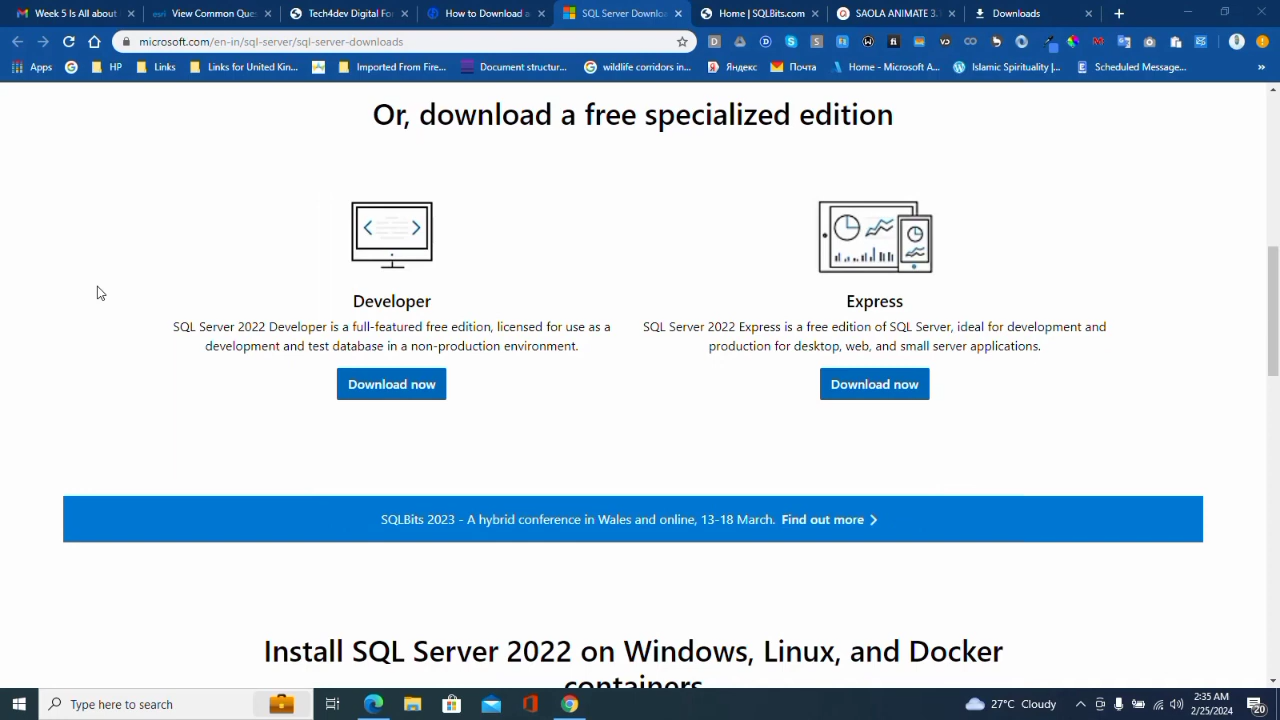 Week 5 Is all about
View Common Ques
Tech4dev Digital Fo
How to Download a
SQL Server Downlo
Home | SQLBits.com
SAOLA ANIMATE 3.
Downloads
microsoft.com/en-in/sql-server/sql-server-downloads
Apps
HP
Links
Links for United Kin...
Imported From Fire...
Document structur...
wildlife corridors in...
Яндекс
Почта
Home - Microsoft A...
Islamic Spirituality |...
Scheduled Message...
Or, download a free specialized edition
Developer
SQL Server 2022 Developer is a full-featured free edition, licensed for use as a
development and test database in a non-production environment.
Download now
Express
SQL Server 2022 Express is a free edition of SQL Server, ideal for development and
production for desktop, web, and small server applications.
Download now
SQLBits 2023 - A hybrid conference in Wales and online, 13-18 March. Find out more
Install SQL Server 2022 on Windows, Linux, and Docker
containers
Type here to search
27°C Cloudy
2:35 AM
2/25/2024
20